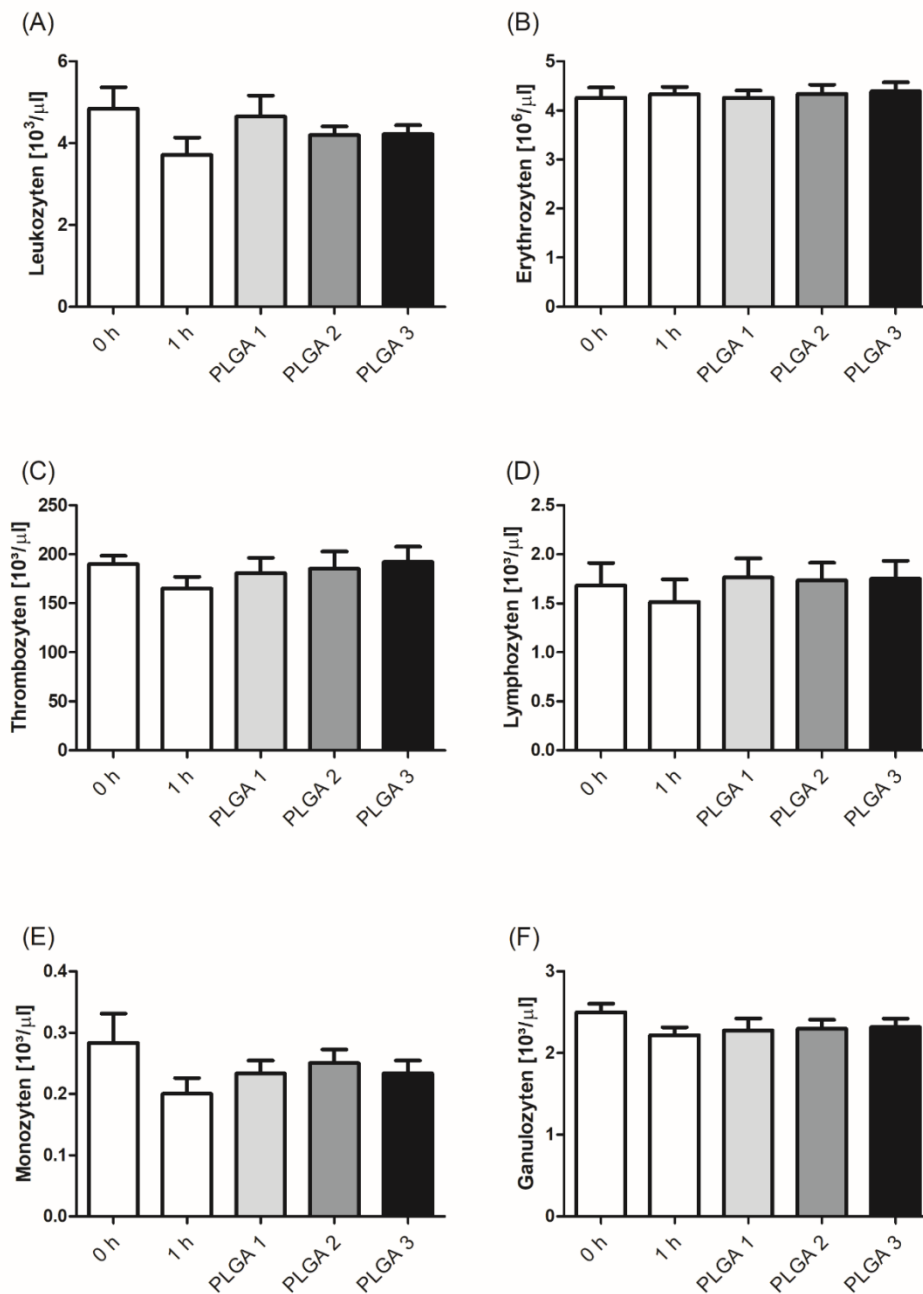 (A)
Leukozyten [10³/µl]
6
4
2
0
0 h
1 h
PLGA 1
PLGA 2
PLGA 3
(B)
Erythrozyten [10⁶/µl]
5
4
3
2
1
0
0 h
1 h
PLGA 1
PLGA 2
PLGA 3
(C)
Thrombozyten [10³/µl]
250
200
150
100
50
0
0 h
1 h
PLGA 1
PLGA 2
PLGA 3
(D)
Lymphozyten [10³/µl]
2.5
2.0
1.5
1.0
0.5
0.0
0 h
1 h
PLGA 1
PLGA 2
PLGA 3
(E)
Monozyten [10³/µl]
0.4
0.3
0.2
0.1
0.0
0 h
1 h
PLGA 1
PLGA 2
PLGA 3
(F)
Ganulozyten [10³/µl]
3
2
1
0
0 h
1 h
PLGA 1
PLGA 2
PLGA 3